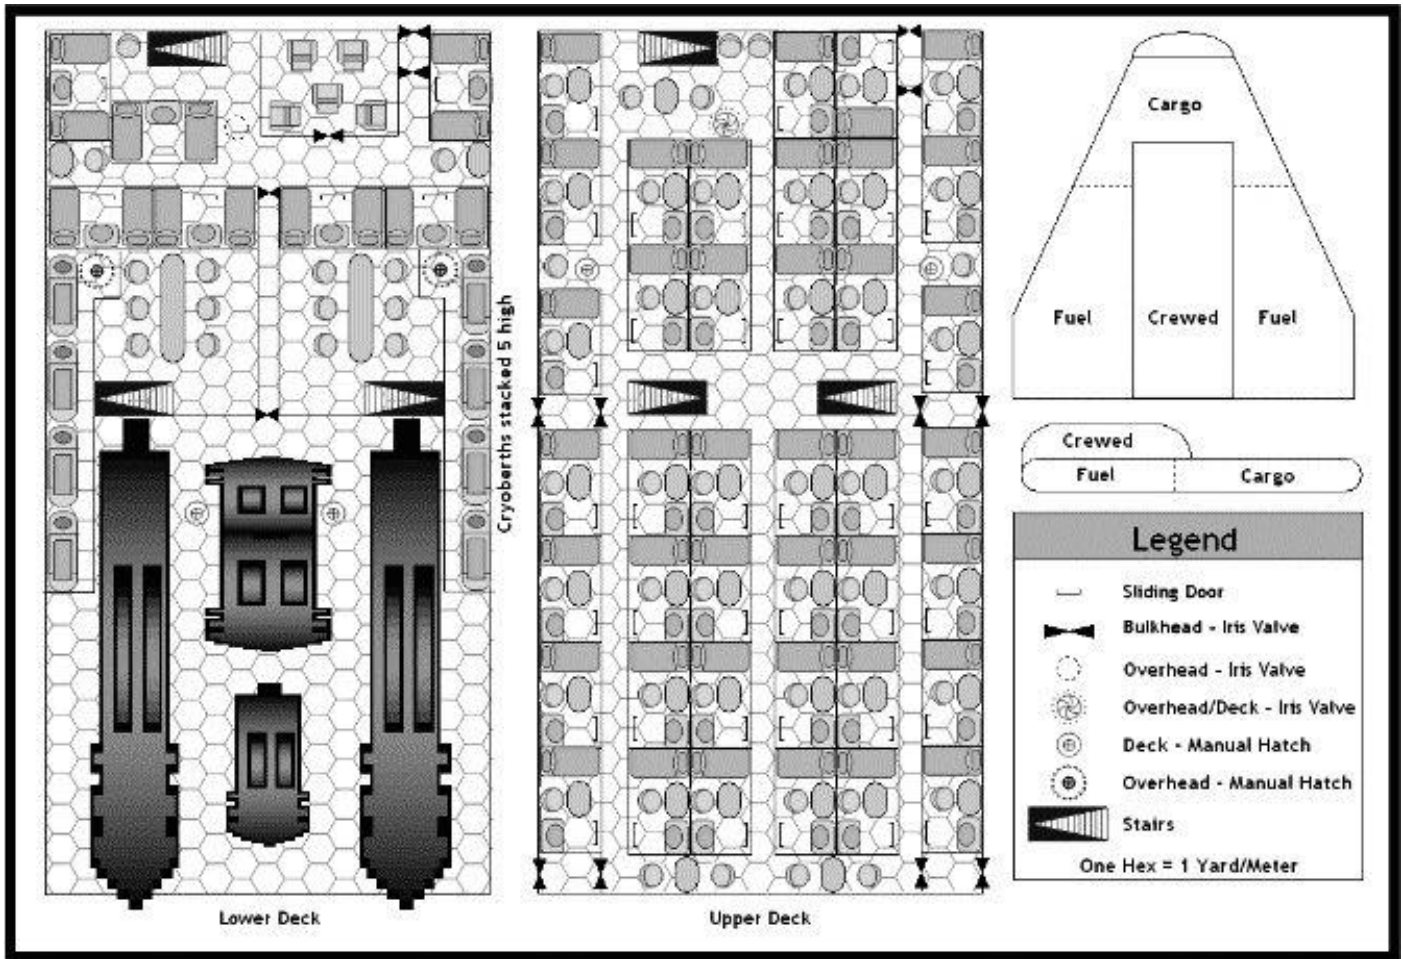 Cryoberths stacked 5 high
Lower Deck
Upper Deck
Cargo
Fuel
Crewed
Fuel
Crewed
Fuel
Cargo
Legend
Sliding Door
Bulkhead - Iris Valve
Overhead - Iris Valve
Overhead/Deck - Iris Valve
Deck - Manual Hatch
Overhead - Manual Hatch
Stairs
One Hex = 1 Yard/Meter